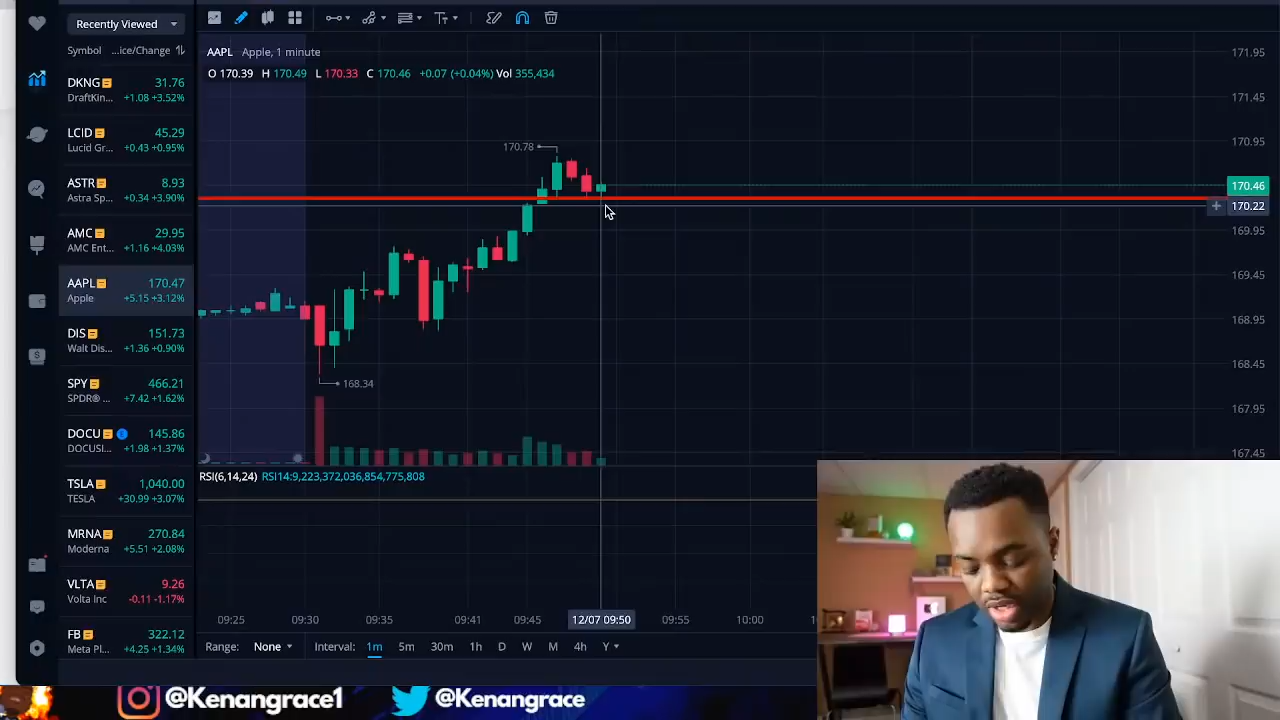 Recently Viewed
Symbol ...ice/Change
DKNG 31.76
DraftKin... +1.08 +3.52%
LCID 45.29
Lucid Gr... +0.43 +0.95%
ASTR 8.93
Astra Sp... +0.34 +3.90%
AMC 29.95
AMC Ent... +1.16 +4.03%
AAPL 170.47
Apple +5.15 +3.12%
DIS 151.73
Walt Dis... +1.36 +0.90%
SPY 466.21
SPDR® ... +7.42 +1.62%
DOCU 145.86
DOCUSI... +1.98 +1.37%
TSLA 1,040.00
TESLA +30.99 +3.07%
MRNA 270.84
Moderna +5.51 +2.08%
VLTA 9.26
Volta Inc -0.11 -1.17%
FB 322.12
Meta Pl... +4.25 +1.34%
AAPL Apple, 1 minute
O 170.39 H 170.49 L 170.33 C 170.46 +0.07 (+0.04%) Vol 355,434
170.78
168.34
171.95
171.45
170.95
170.46
170.22
169.95
169.45
168.95
168.45
167.95
167.45
RSI(6,14,24) RSI14:9,223,372,036,854,775,808
09:25 09:30 09:35 09:41 09:45 12/07 09:50 09:55 10:00
Range: None Interval: 1m 5m 30m 1h D W M 4h Y
@Kenangrace1 @Kenangrace